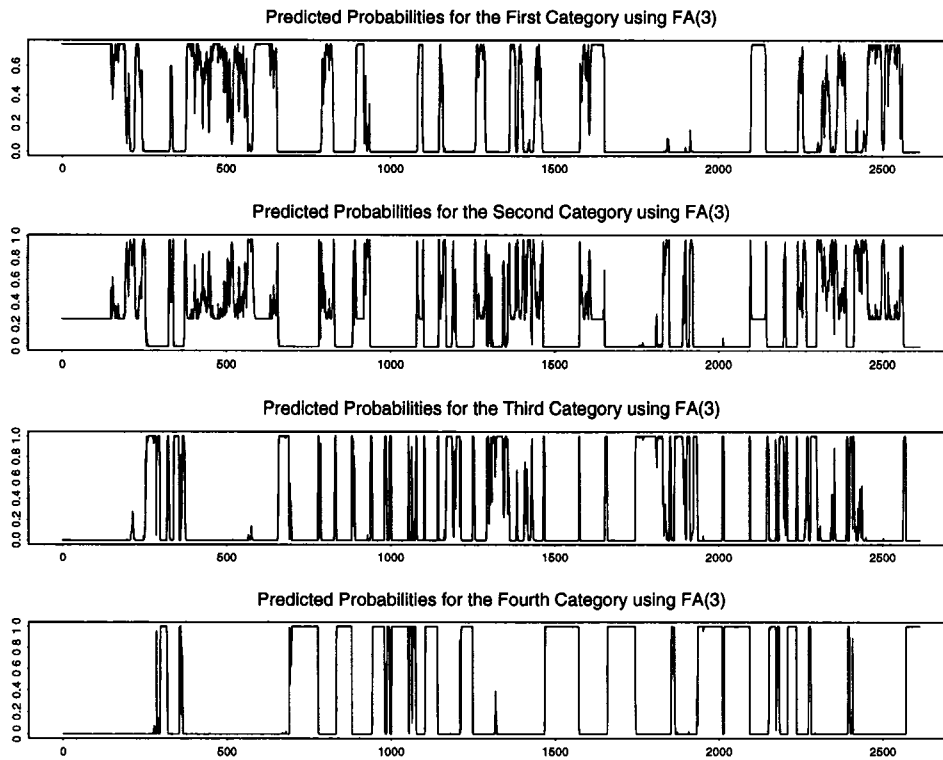 Predicted Probabilities for the First Category using FA(3)
0.0 0.2 0.4 0.6
0 500 1000 1500 2000 2500
Predicted Probabilities for the Second Category using FA(3)
0.0 0.2 0.4 0.6 0.8 1.0
0 500 1000 1500 2000 2500
Predicted Probabilities for the Third Category using FA(3)
0.0 0.2 0.4 0.6 0.8 1.0
0 500 1000 1500 2000 2500
Predicted Probabilities for the Fourth Category using FA(3)
0.0 0.2 0.4 0.6 0.8 1.0
0 500 1000 1500 2000 2500